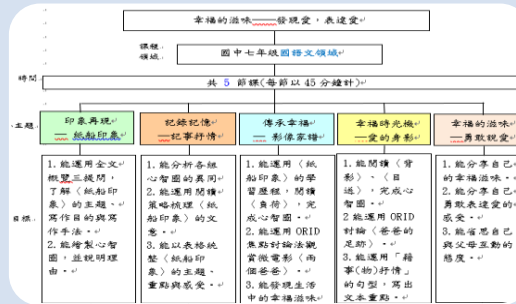 幸福的滋味——發現愛，表達愛
課程領域
國中七年級國語文領域
時間
共 5 節課(每節以 45 分鐘計)
主題
印象再現
— 紙船印象
記錄記憶
—記事抒情
傳承幸福
— 影像家譜
幸福時光機
—愛的身影
幸福的滋味
—勇敢說愛
目標
1. 能運用全文
概覽三提問，
了解〈紙船印
象〉的主題、
寫作目的與寫
作手法。
2. 能繪製心智
圖，並說明理
由。
1. 能分析各組
心智圖的異同
2. 能運用閱讀
策略梳理〈紙
船印象〉的文
意。
3. 能以表格統
整〈紙船印
象〉的主題、
重點與感受。
1. 能運用〈紙
船印象〉的學
習歷程，閱讀
〈負荷〉，完
成心智圖。
2. 能運用 ORID
焦點討論法觀
賞微電影〈兩
個爸爸〉。
3. 能發現生活
中的幸福滋味
1. 能閱讀〈背
影〉、〈目
送〉，完成心
智圖。
2 能運用 ORID
討論〈爸爸的
足跡〉。
3. 能運用「藉
事(物)抒情」
的句型，寫出
文本重點。
1. 能分享自己
的幸福滋味。
2. 能分享自己
勇敢表達愛的
感受。
3. 能省思自己
與父母互動的
態度。